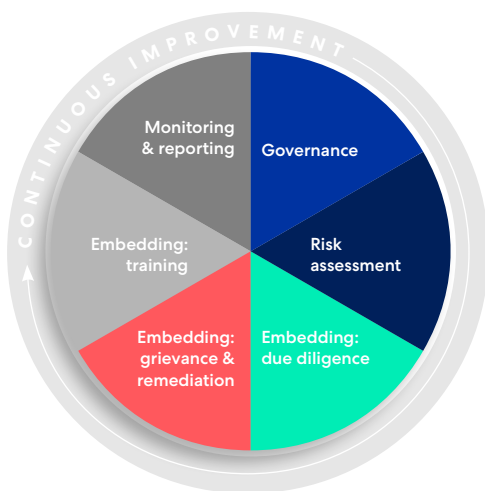 CONTINUOUS IMPROVEMENT
Monitoring
& reporting
Governance
Embedding:
training
Risk
assessment
Embedding:
grievance &
remediation
Embedding:
due diligence